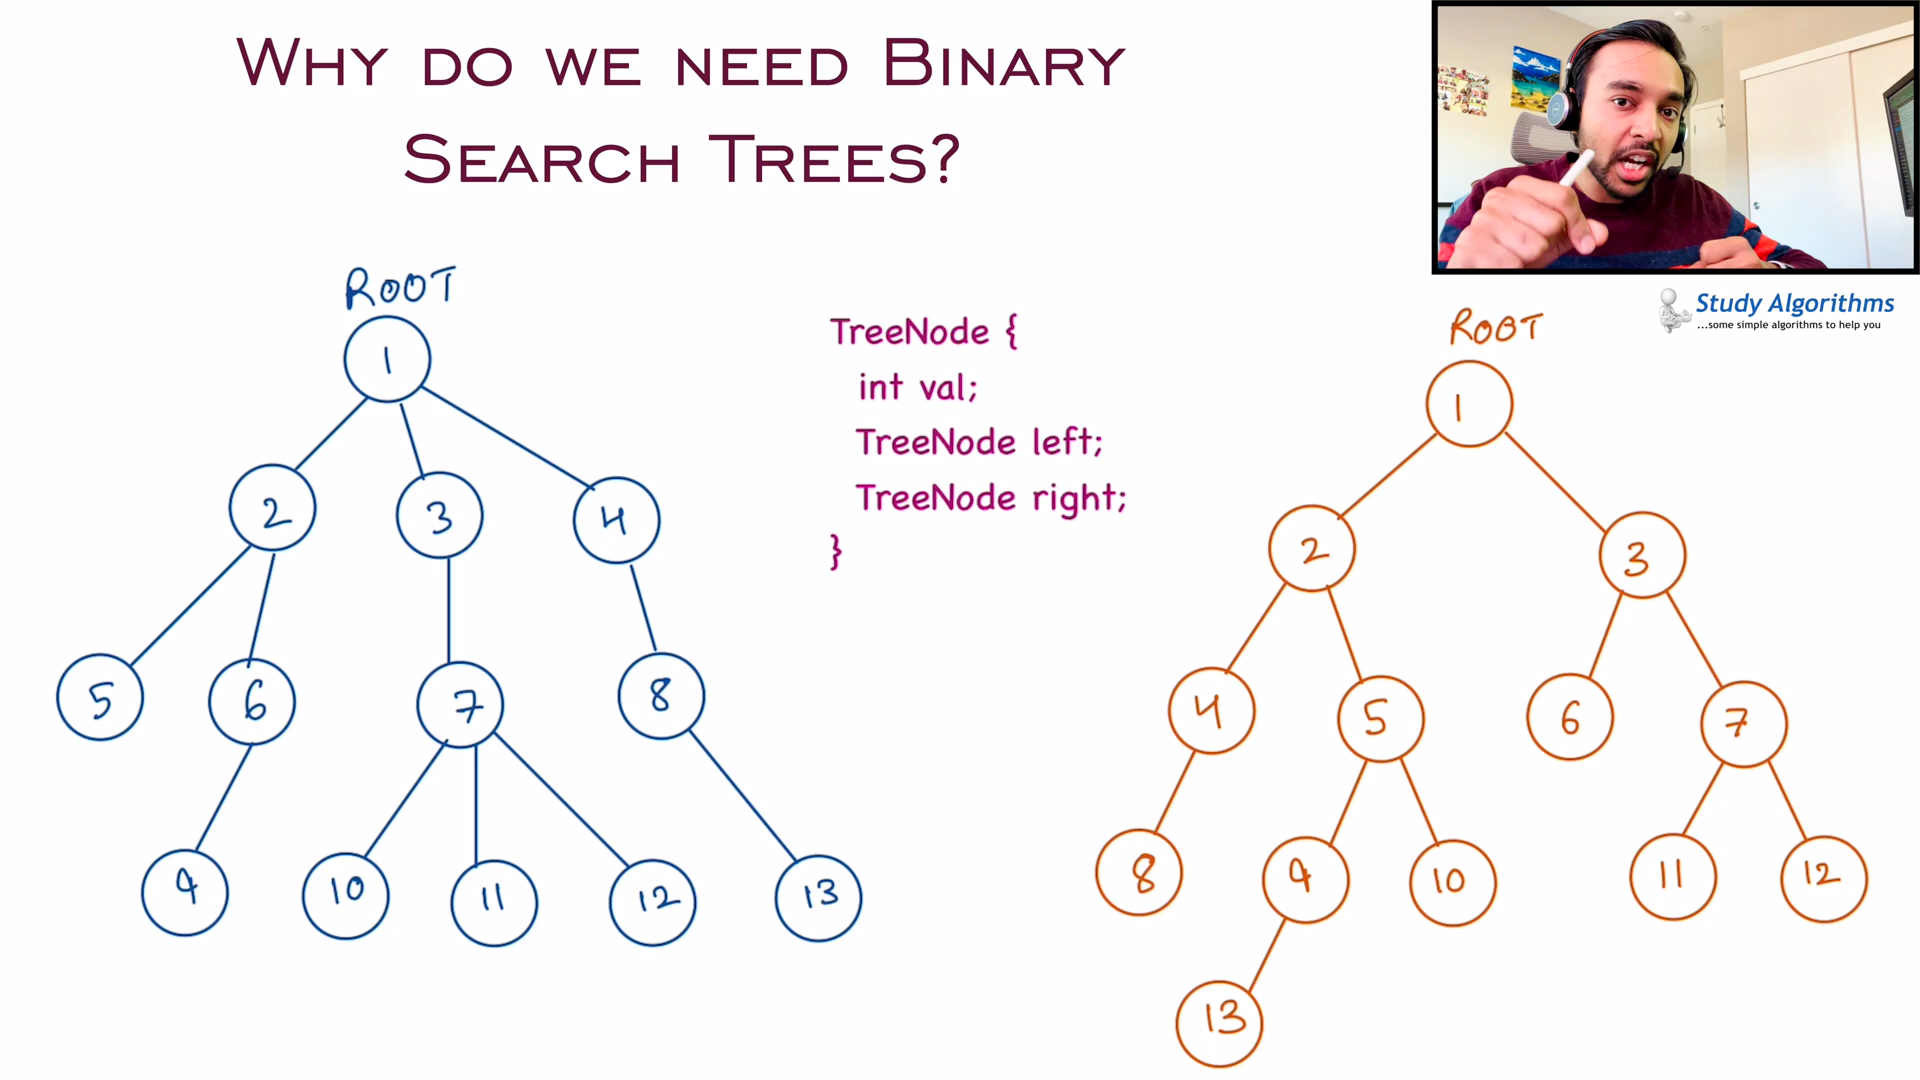 WHY DO WE NEED BINARY
SEARCH TREES?
Study Algorithms
...some simple algorithms to help you
ROOT
1
2
3
4
5
6
7
8
9
10
11
12
13
TreeNode {
int val;
TreeNode left;
TreeNode right;
}
ROOT
1
2
3
4
5
6
7
8
9
10
11
12
13